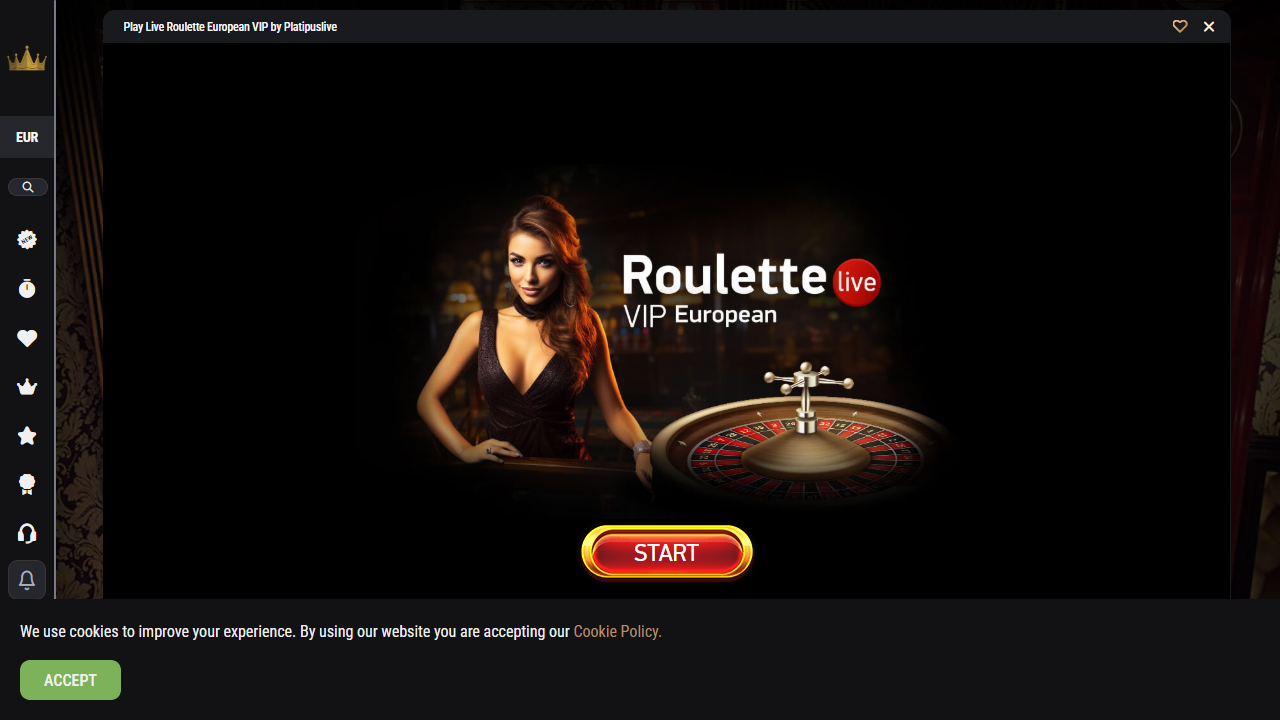 Play Live Roulette European VIP by Platipuslive
EUR
NEW
Roulette live
VIP European
START
We use cookies to improve your experience. By using our website you are accepting our Cookie Policy.
ACCEPT